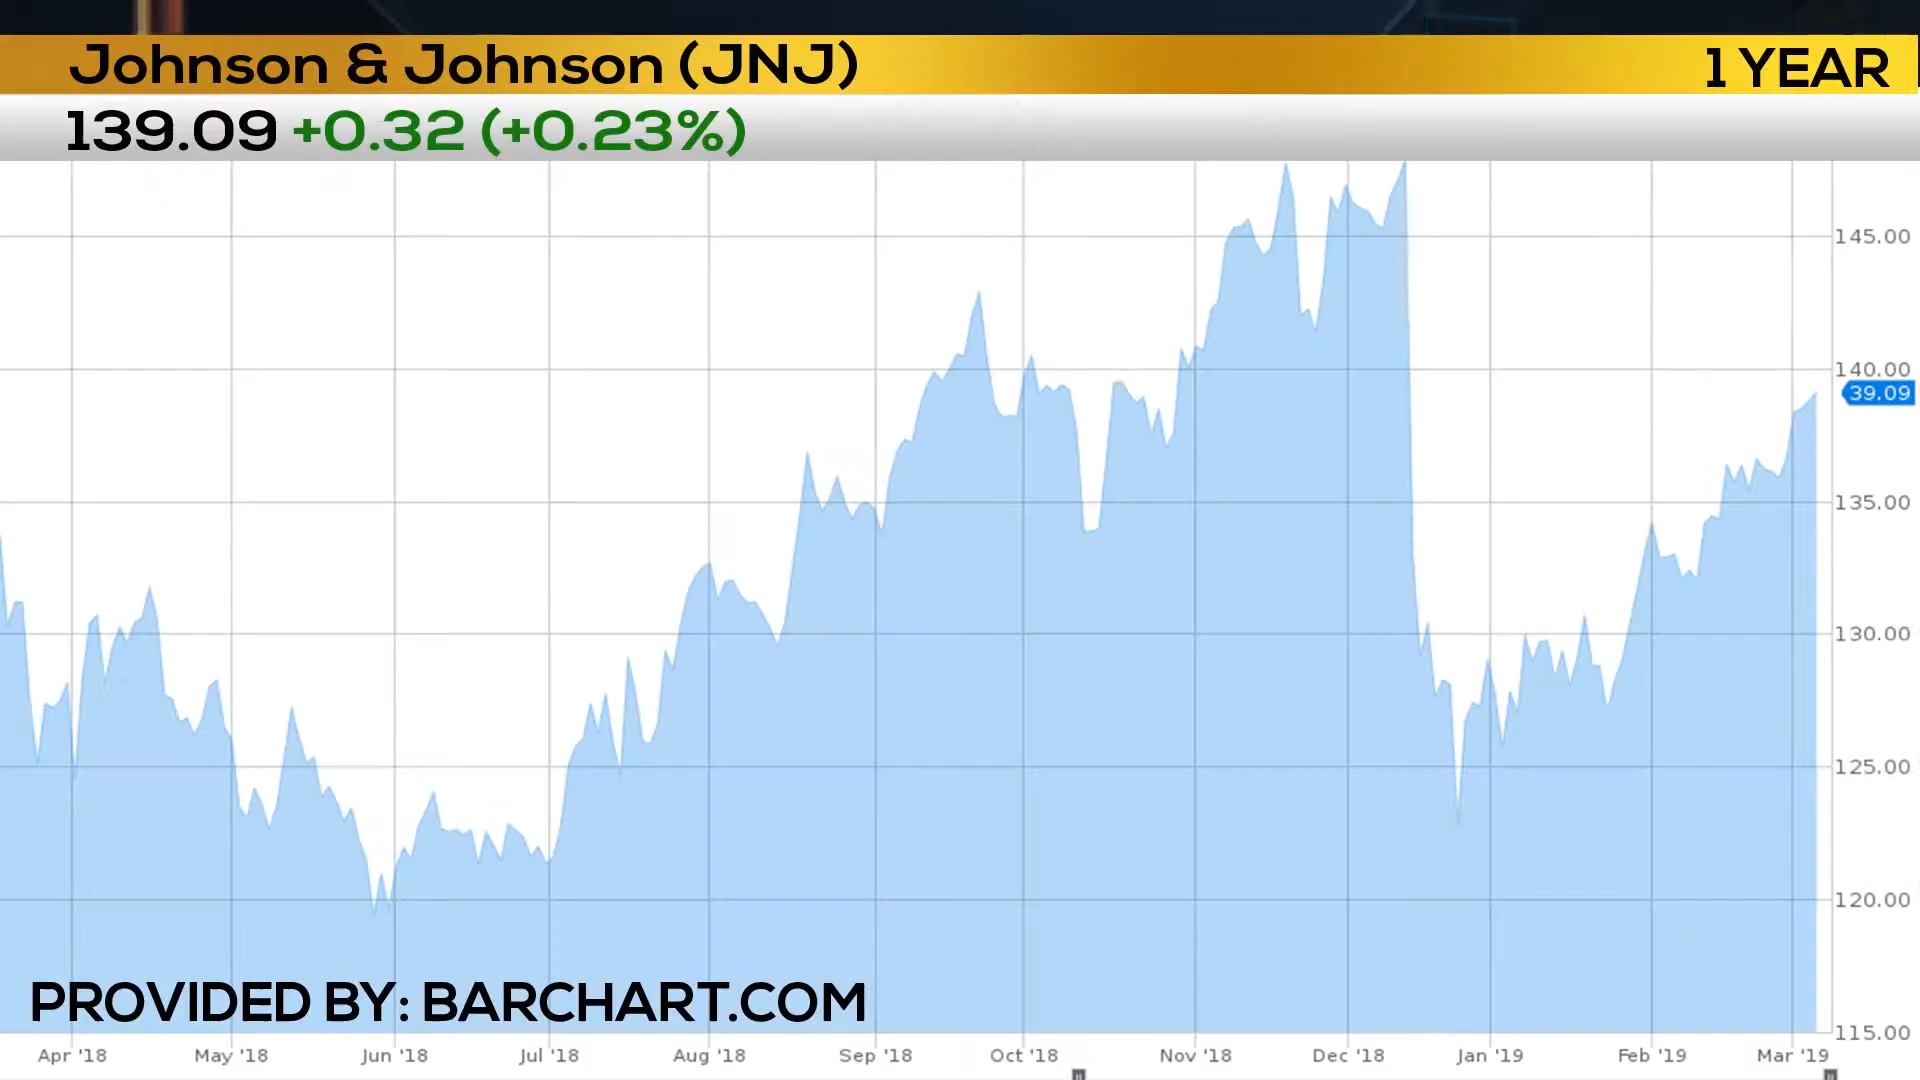 Johnson & Johnson (JNJ)
1 YEAR
139.09 +0.32 (+0.23%)
145.00
140.00
39.09
135.00
130.00
125.00
120.00
115.00
PROVIDED BY: BARCHART.COM
Apr '18 May '18 Jun '18 Jul '18 Aug '18 Sep '18 Oct '18 Nov '18 Dec '18 Jan '19 Feb '19 Mar '19